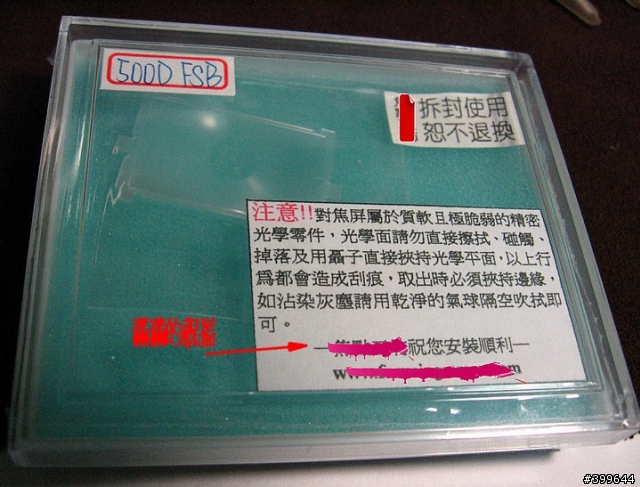 500D FSB
拆封使用
恕不退換
注意!!對焦屏屬於質軟且極脆弱的精密
光學零件，光學面請勿直接擦拭、碰觸、
掉落及用鑷子直接挾持光學平面，以上行
為都會造成刮痕，取出時必須挾持邊緣，
如沾染灰塵請用乾淨的氣球隔空吹拭即
可。
祝您安裝順利—
www.
#399644